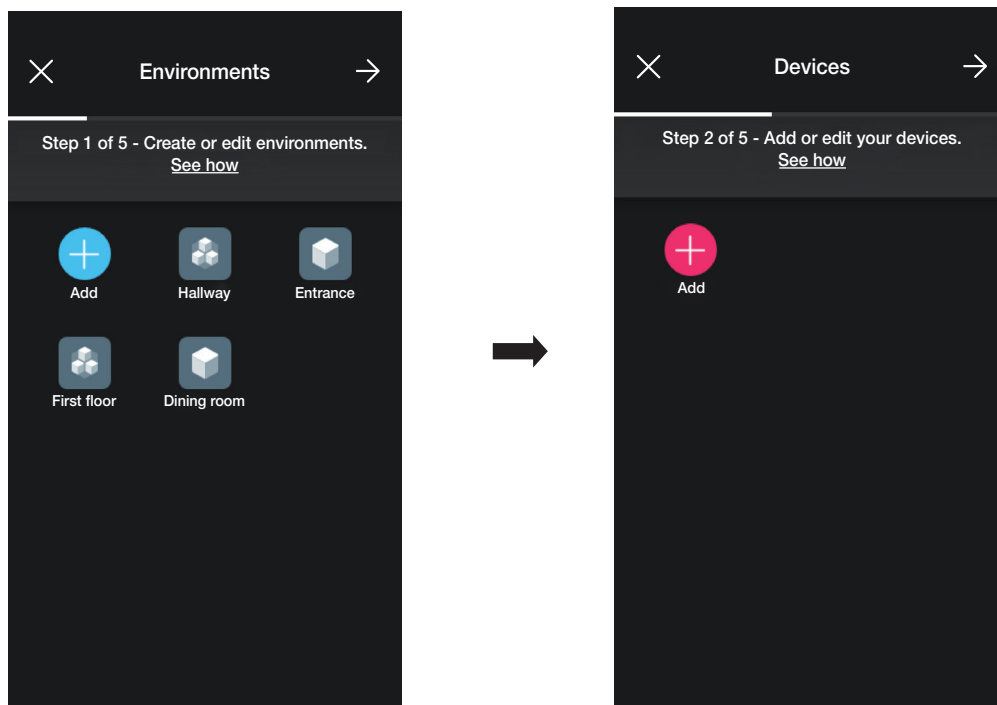 Environments
Step 1 of 5 - Create or edit environments.
See how
Add
Hallway
Entrance
First floor
Dining room
Devices
Step 2 of 5 - Add or edit your devices.
See how
Add